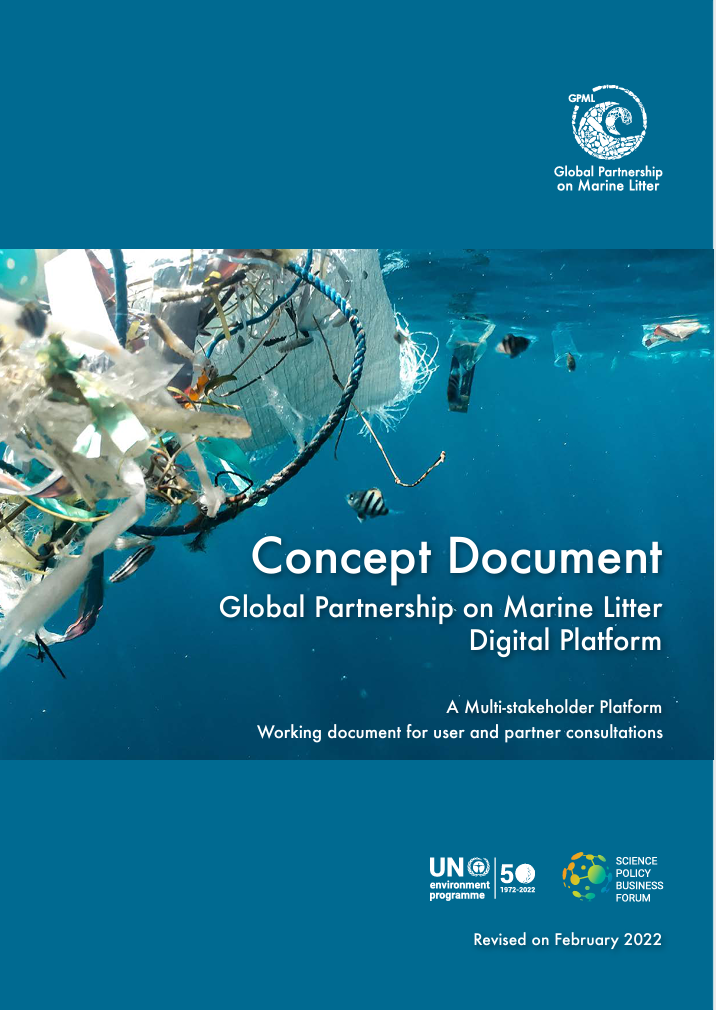 GPML
Global Partnership
on Marine Litter
Concept Document
Global Partnership on Marine Litter
Digital Platform
A Multi-stakeholder Platform
Working document for user and partner consultations
UN
environment
programme
50
1972-2022
SCIENCE
POLICY
BUSINESS
FORUM
Revised on February 2022